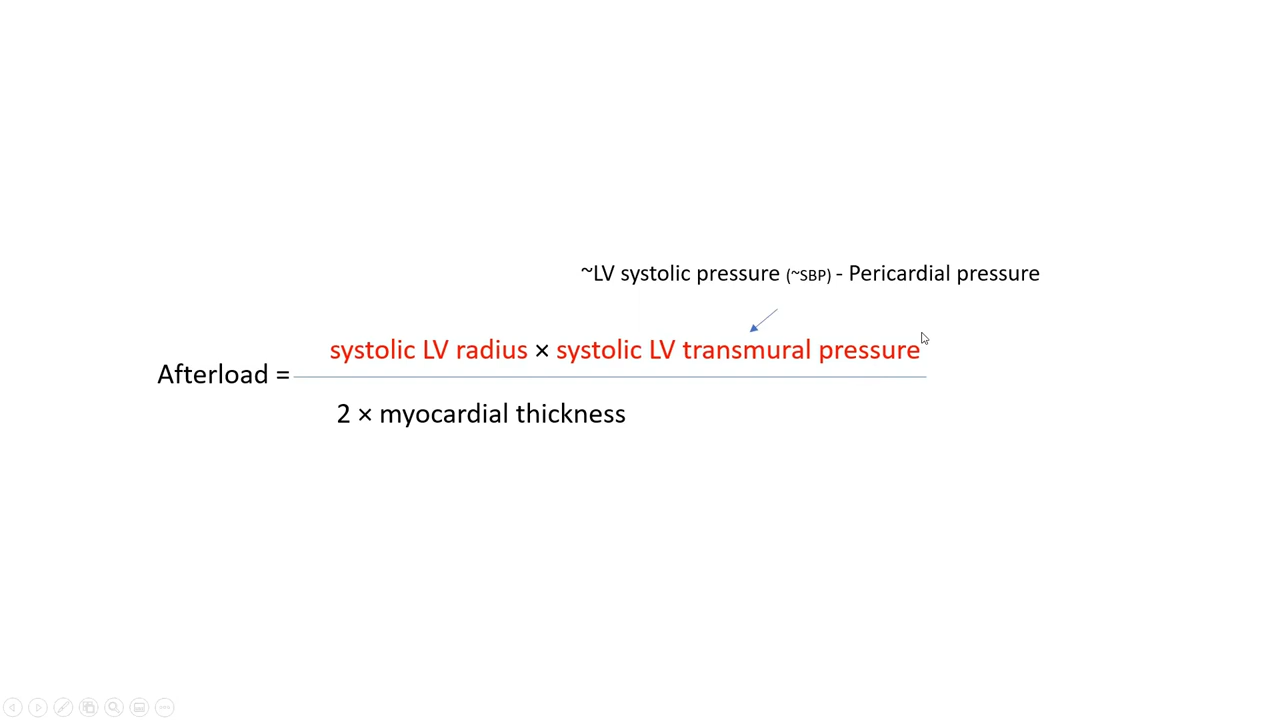 ~LV systolic pressure (~SBP) - Pericardial pressure
systolic LV radius × systolic LV transmural pressure
Afterload =
2 × myocardial thickness